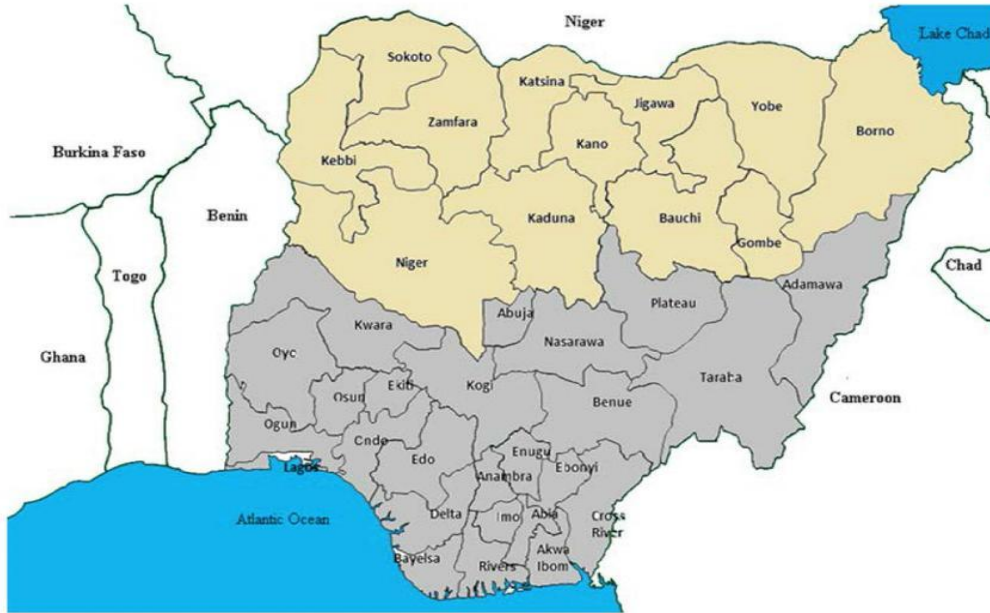 Niger
Lake Chad
Sokoto
Katsina
Jigawa
Yobe
Zamfara
Borno
Kano
Burkina Faso
Kebbi
Benin
Kaduna
Bauchi
Gombe
Niger
Chad
Togo
Adamawa
Plateau
Abuja
Kwara
Nasarawa
Ghana
Oyo
Taraba
Ekiti
Kogi
Osun
Benue
Cameroon
Ogun
Ondo
Edo
Enugu
Ebonyi
Lagos
Anambra
Atlantic Ocean
Delta
Imo
Abia
Cross
River
Bayelsa
Rivers
Akwa
Ibom